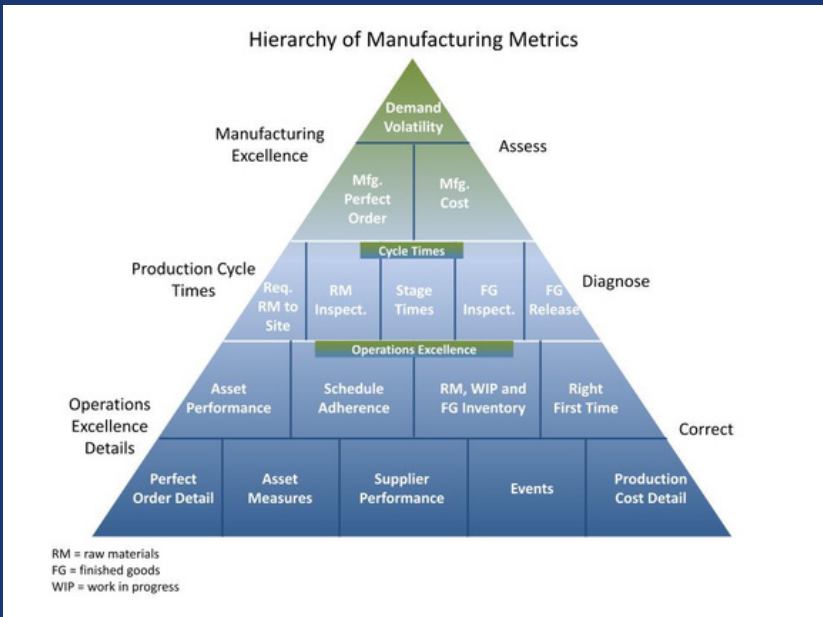 Hierarchy of Manufacturing Metrics
Demand
Volatility
Manufacturing
Excellence
Assess
Mfg.
Perfect
Order
Mfg.
Cost
Cycle Times
Production Cycle
Times
Req.
RM to
Site
RM
Inspect.
Stage
Times
FG
Inspect.
FG
Release
Diagnose
Operations Excellence
Operations
Excellence
Details
Asset
Performance
Schedule
Adherence
RM, WIP and
FG Inventory
Right
First Time
Correct
Perfect
Order Detail
Asset
Measures
Supplier
Performance
Events
Production
Cost Detail
RM = raw materials
FG = finished goods
WIP = work in progress